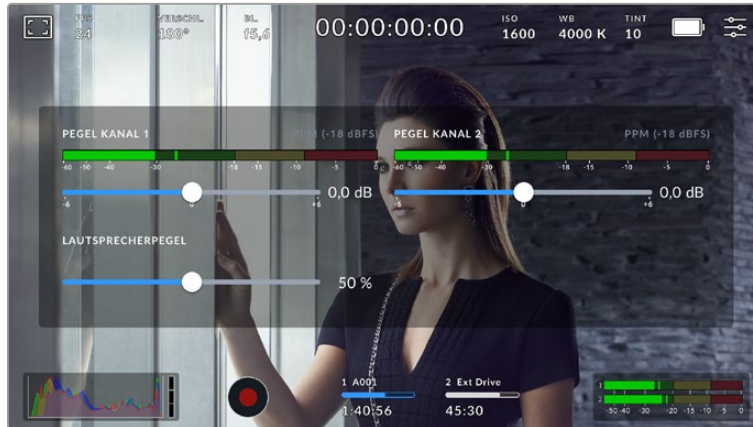 FPS VERSCHL. BL. 00:00:00:00 ISO WB TINT
24 180° f5,6 1600 4000 K 10
PEGEL KANAL 1 PPM (-18 dBFS) PEGEL KANAL 2 PPM (-18 dBFS)
-60 -50 -40 -30 -18 -15 -10 -5 0 -60 -50 -40 -30 -18 -15 -10 -5 0
0,0 dB 0,0 dB
-6 0 +6 -6 0 +6
LAUTSPRECHERPEGEL
50 %
1 A001 2 Ext Drive
1:40:56 45:30
1
2
-50 -40 -30 -20 -15 -10 -5 0